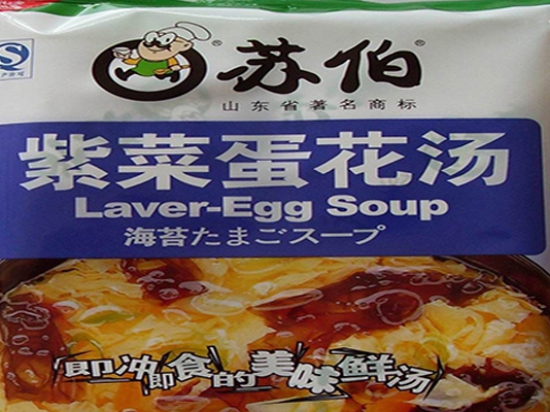 苏伯
山东省著名商标
紫菜蛋花汤
Laver-Egg Soup
海苔たまごスープ
即冲即食的美味鲜汤